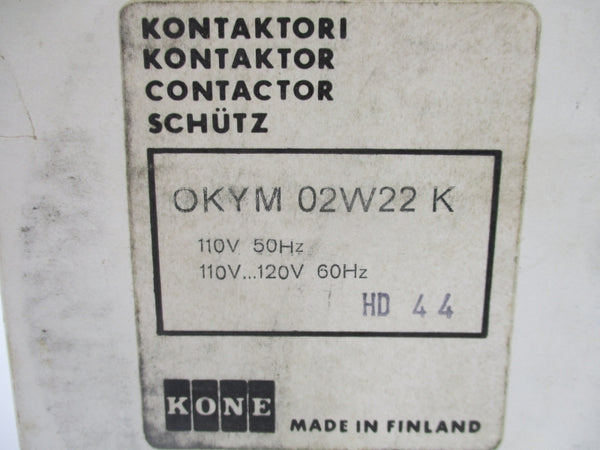 KONTAKTORI
KONTAKTOR
CONTACTOR
SCHÜTZ
OKYM 02W22 K
110V 50Hz
110V...120V 60Hz
HD 44
KONE
MADE IN FINLAND